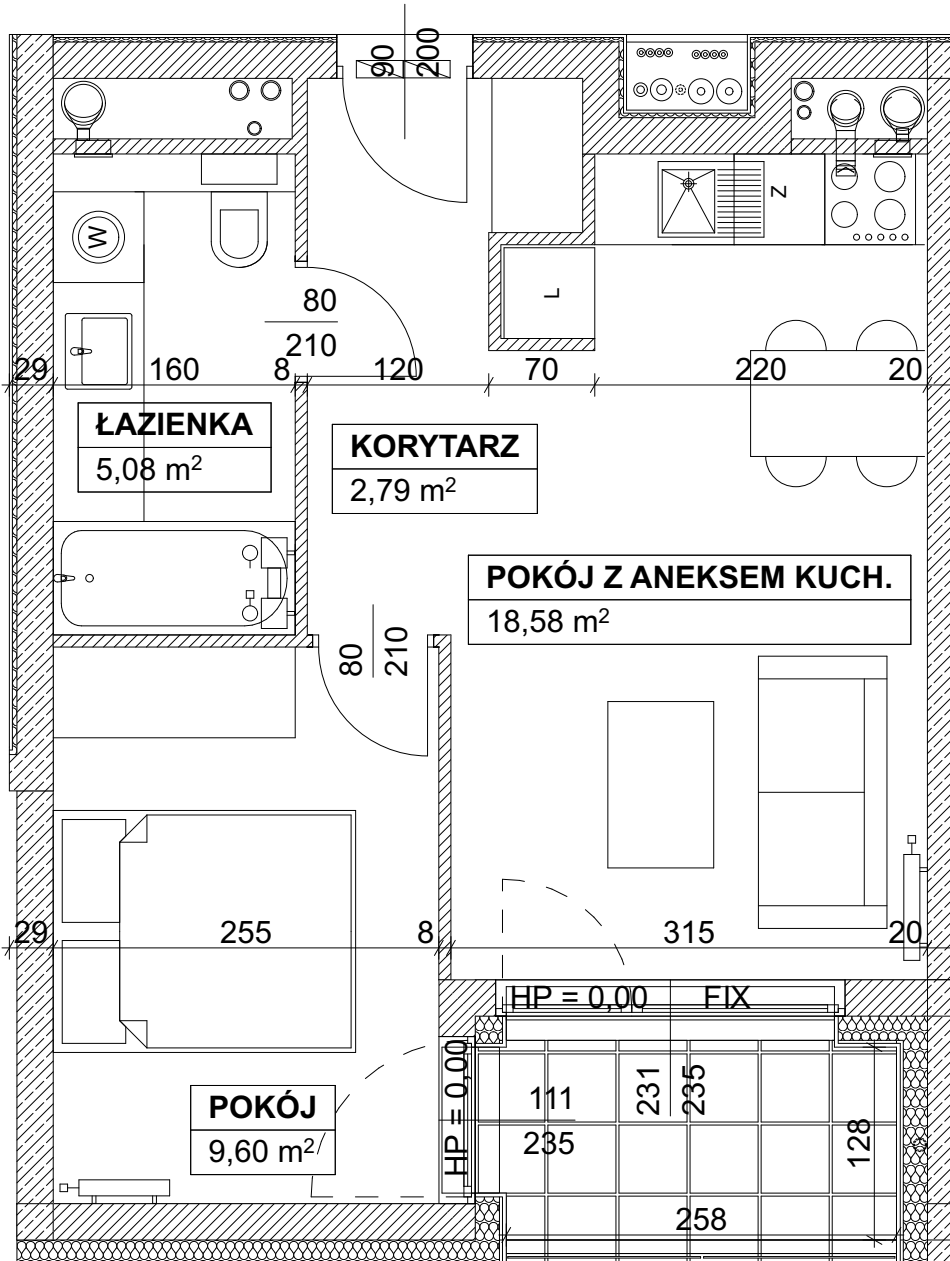 90
200
Z
W
L
80
210
29
160
8
120
70
220
20
ŁAZIENKA
5,08 m²
KORYTARZ
2,79 m²
POKÓJ Z ANEKSEM KUCH.
18,58 m²
80
210
29
255
8
315
20
HP = 0,00
FIX
HP = 0,00
111
235
231
235
128
POKÓJ
9,60 m²
258